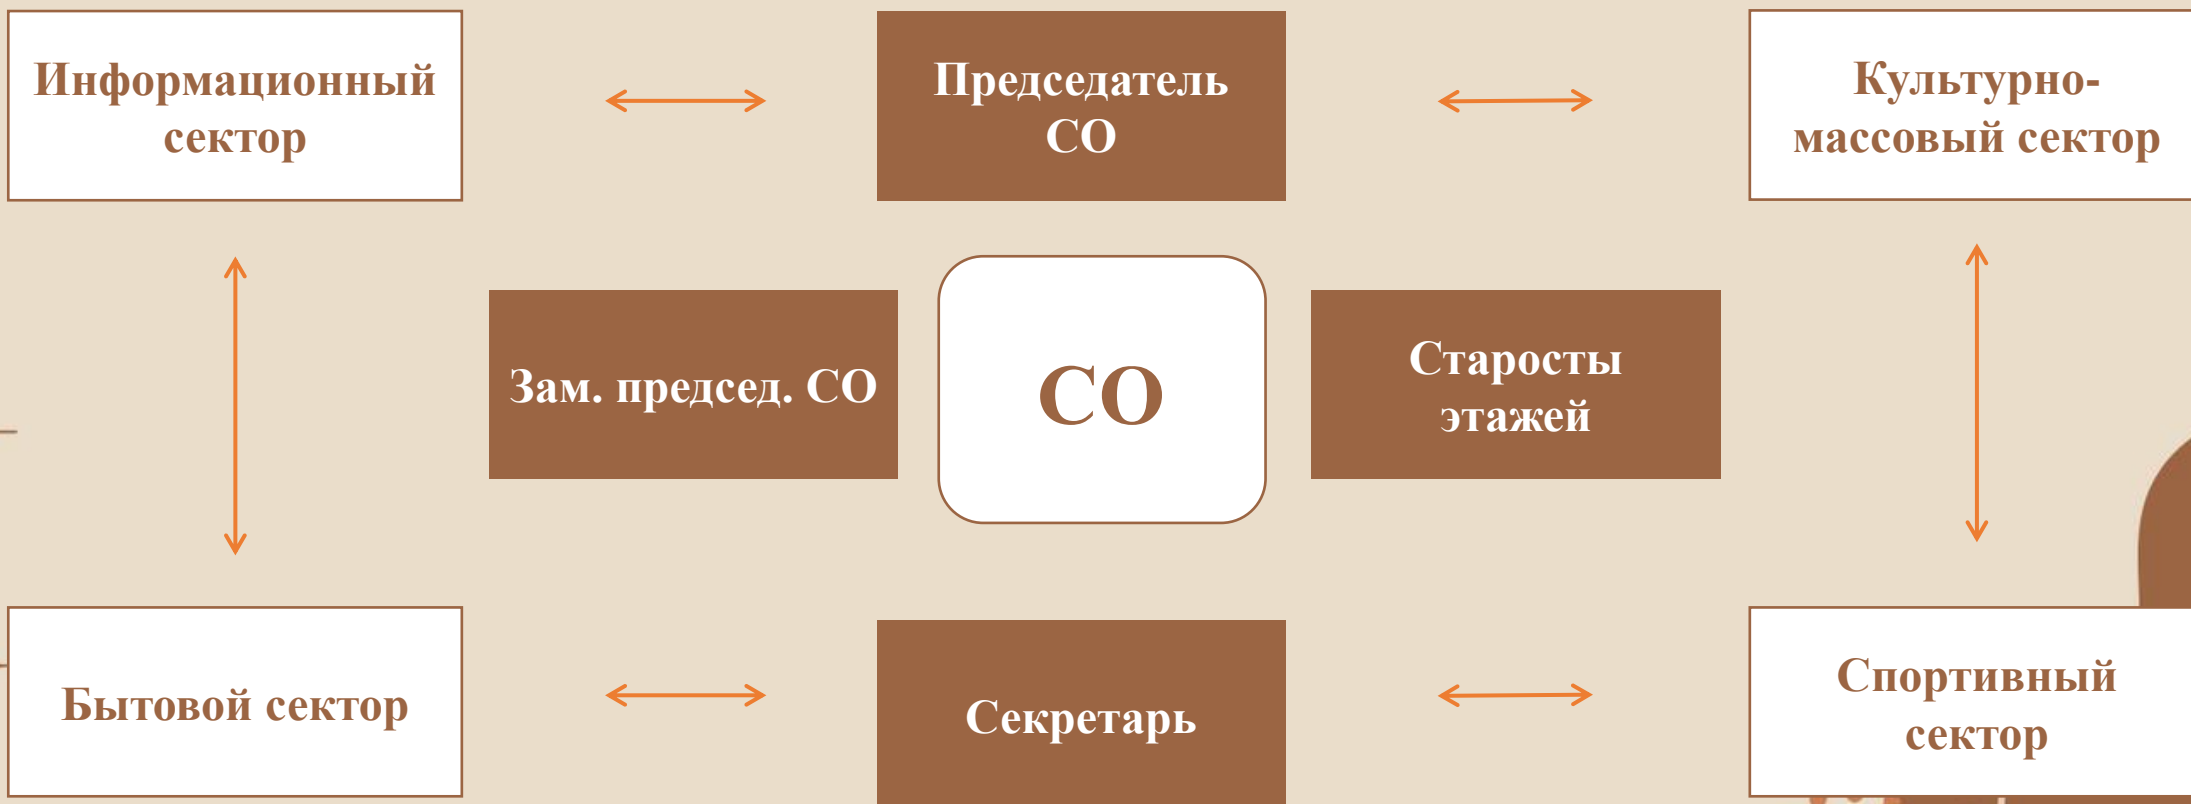 Информационный
сектор
Председатель
СО
Культурно-
массовый сектор
Зам. председ. СО
СО
Старосты
этажей
Бытовой сектор
Секретарь
Спортивный
сектор